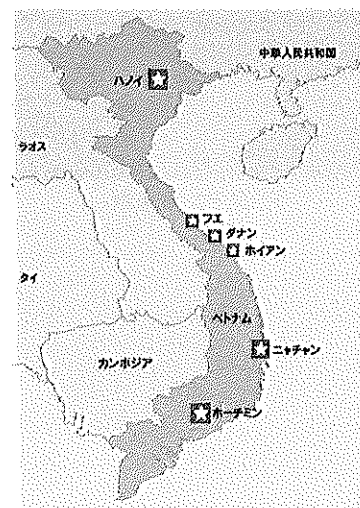 中華人民共和国
ハノイ
ラオス
フエ
ダナン
ホイアン
タイ
ベトナム
ニャチャン
カンボジア
ホーチミン